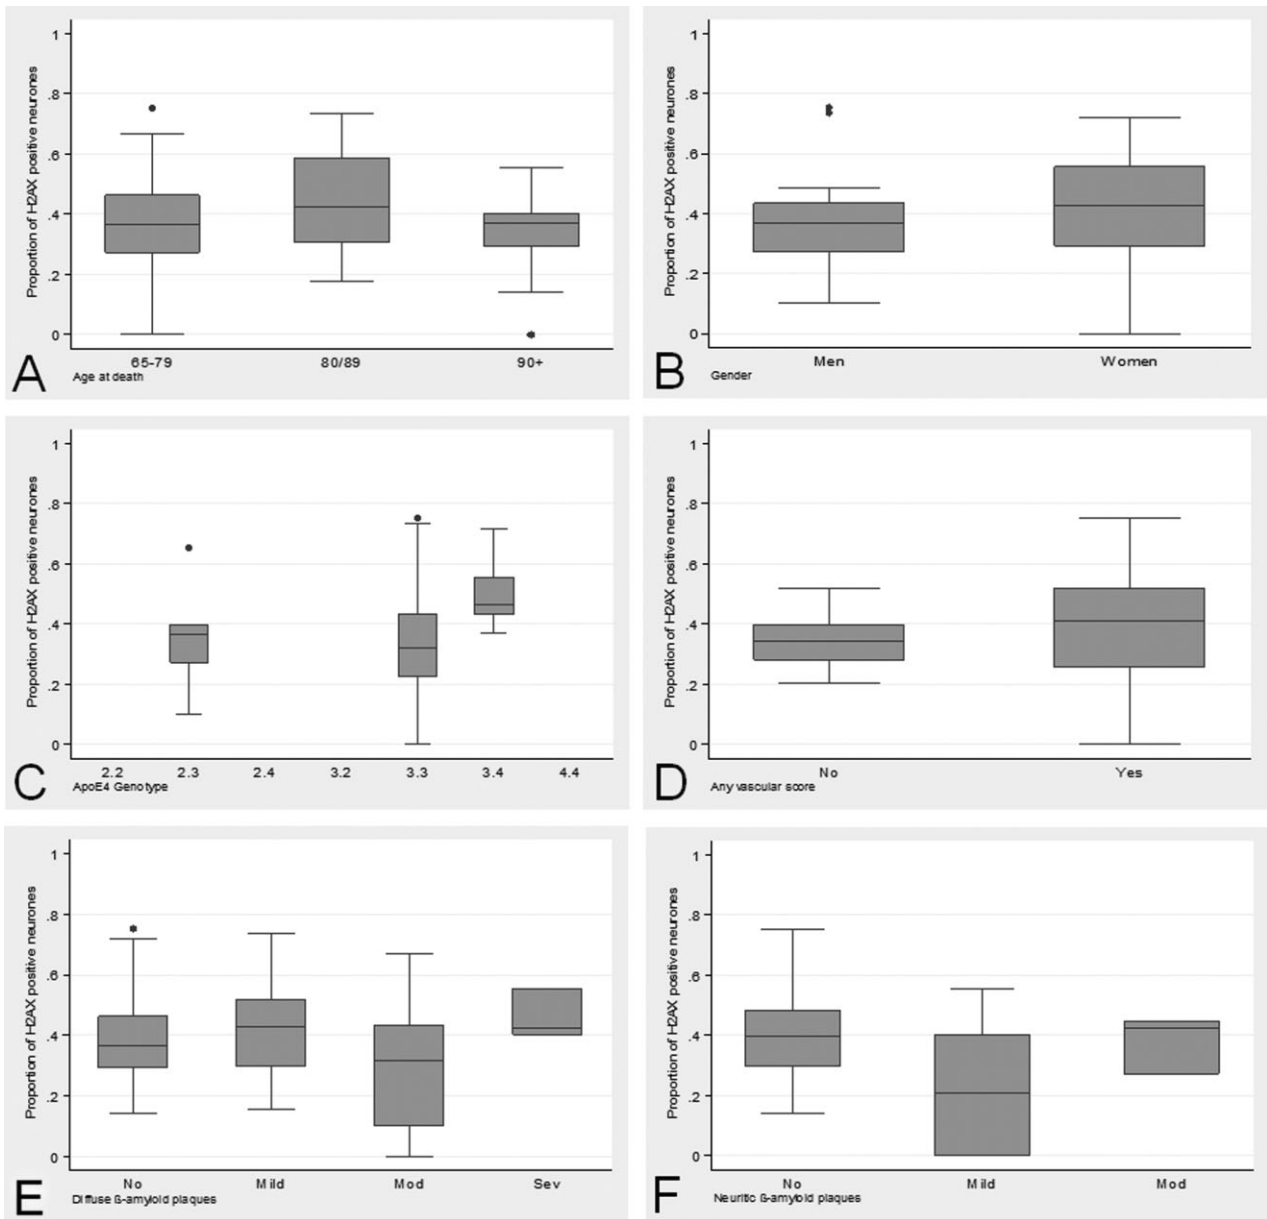 Proportion of H2AX positive neurones
1
.8
.6
.4
.2
0
65-79 80/89 90+
Age at death
A
Proportion of H2AX positive neurones
1
.8
.6
.4
.2
0
Men Women
Gender
B
Proportion of H2AX positive neurones
1
.8
.6
.4
.2
0
2.2 2.3 2.4 3.2 3.3 3.4 4.4
ApoE4 Genotype
C
Proportion of H2AX positive neurones
1
.8
.6
.4
.2
0
No Yes
Any vascular score
D
Proportion of H2AX positive neurones
1
.8
.6
.4
.2
0
No Mild Mod Sev
Diffuse ß-amyloid plaques
E
Proportion of H2AX positive neurones
1
.8
.6
.4
.2
0
No Mild Mod
Neuritic ß-amyloid plaques
F